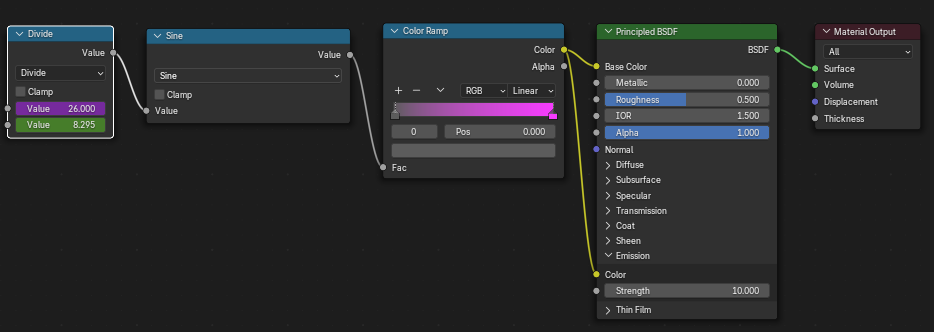 Divide
Value
Divide
Clamp
Value 26.000
Value 8.295
Sine
Value
Sine
Clamp
Value
Color Ramp
Color
Alpha
RGB Linear
0 Pos 0.000
Fac
Principled BSDF
BSDF
Base Color
Metallic 0.000
Roughness 0.500
IOR 1.500
Alpha 1.000
Normal
Diffuse
Subsurface
Specular
Transmission
Coat
Sheen
Emission
Color
Strength 10.000
Thin Film
Material Output
All
Surface
Volume
Displacement
Thickness